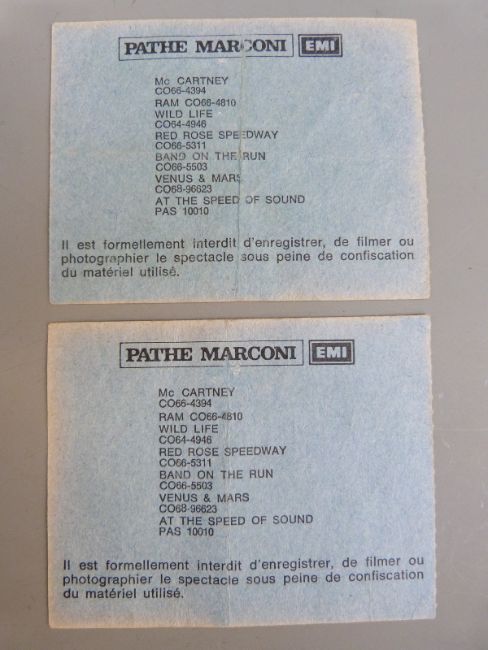 PATHE MARCONI EMI
Mc CARTNEY
CO66-4394
RAM CO66-4810
WILD LIFE
CO64-4946
RED ROSE SPEEDWAY
CO66-5311
BAND ON THE RUN
CO66-5503
VENUS & MARS
CO68-96623
AT THE SPEED OF SOUND
PAS 10010
Il est formellement interdit d'enregistrer, de filmer ou
photographier le spectacle sous peine de confiscation
du matériel utilisé.
PATHE MARCONI EMI
Mc CARTNEY
CO66-4394
RAM CO66-4810
WILD LIFE
CO64-4946
RED ROSE SPEEDWAY
CO66-5311
BAND ON THE RUN
CO66-5503
VENUS & MARS
CO68-96623
AT THE SPEED OF SOUND
PAS 10010
Il est formellement interdit d'enregistrer, de filmer ou
photographier le spectacle sous peine de confiscation
du matériel utilisé.